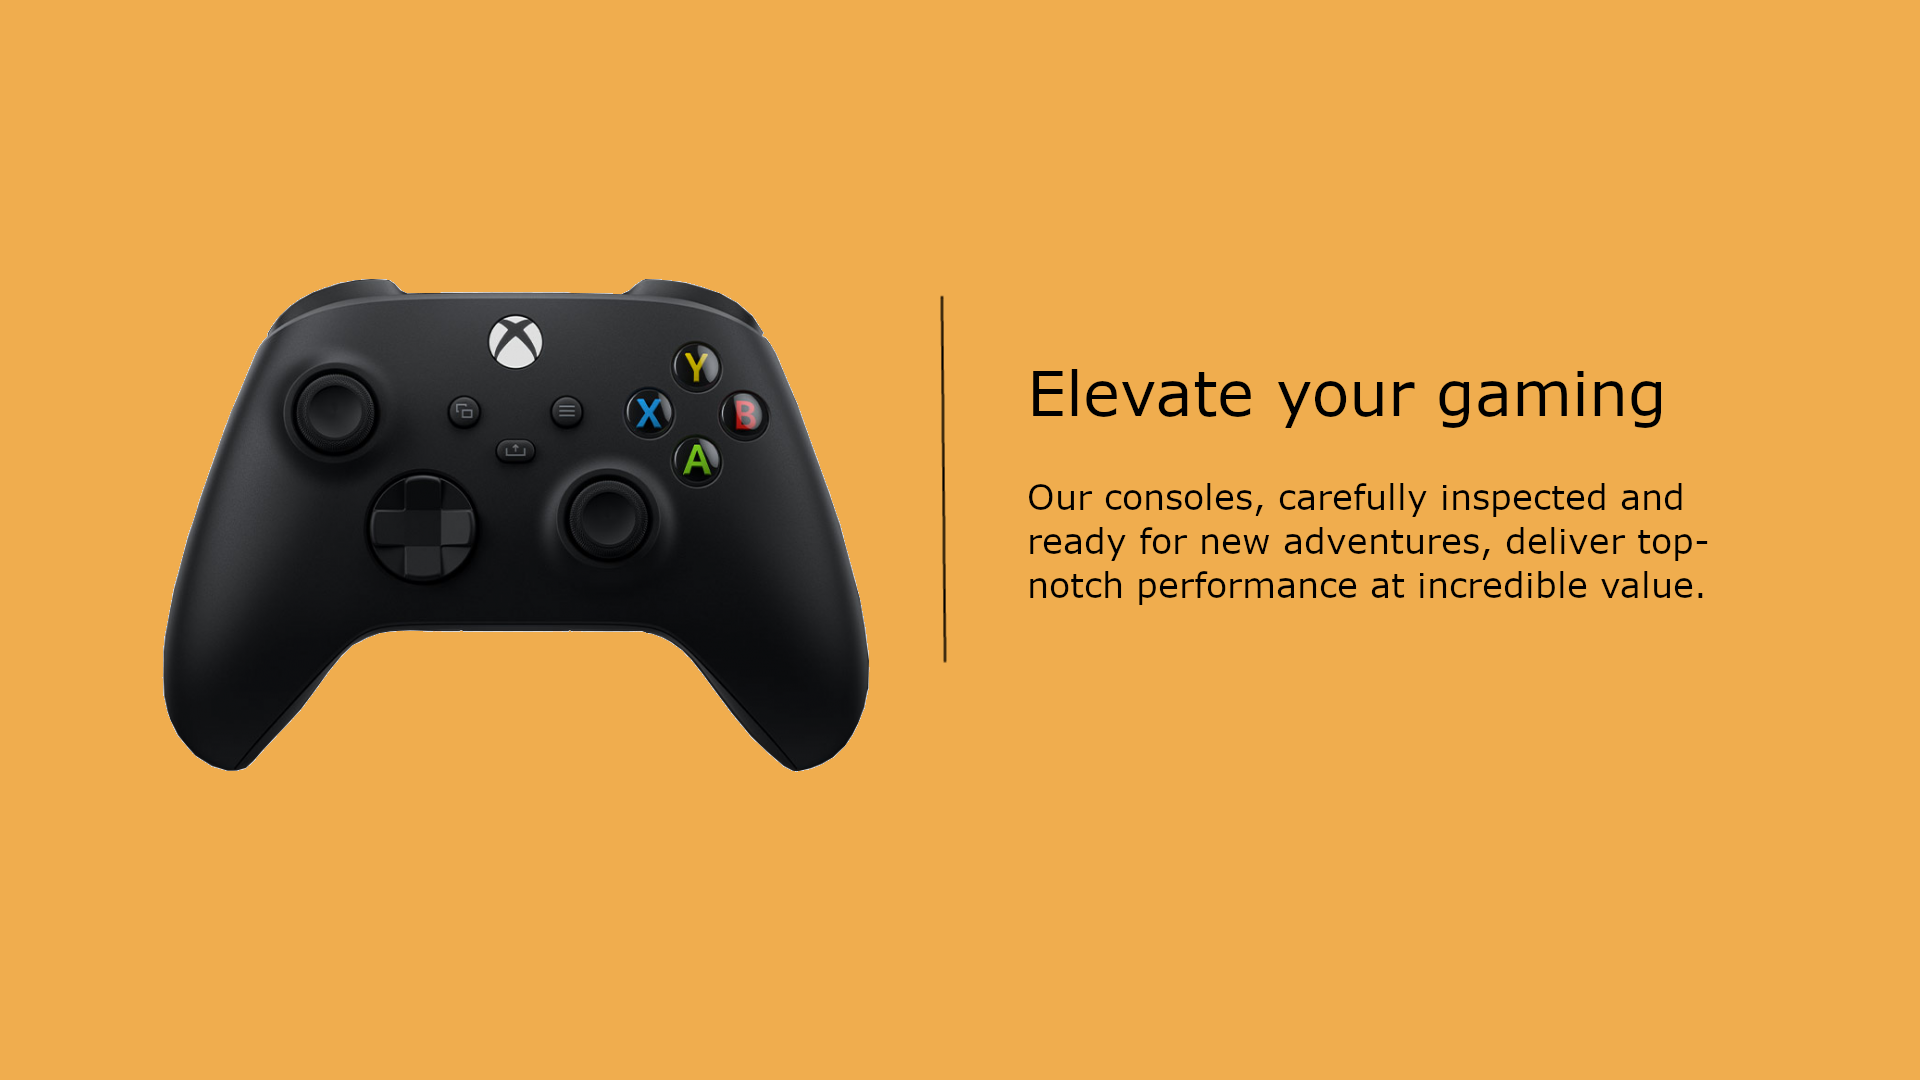 Y
X
B
A
Elevate your gaming
Our consoles, carefully inspected and
ready for new adventures, deliver top-
notch performance at incredible value.